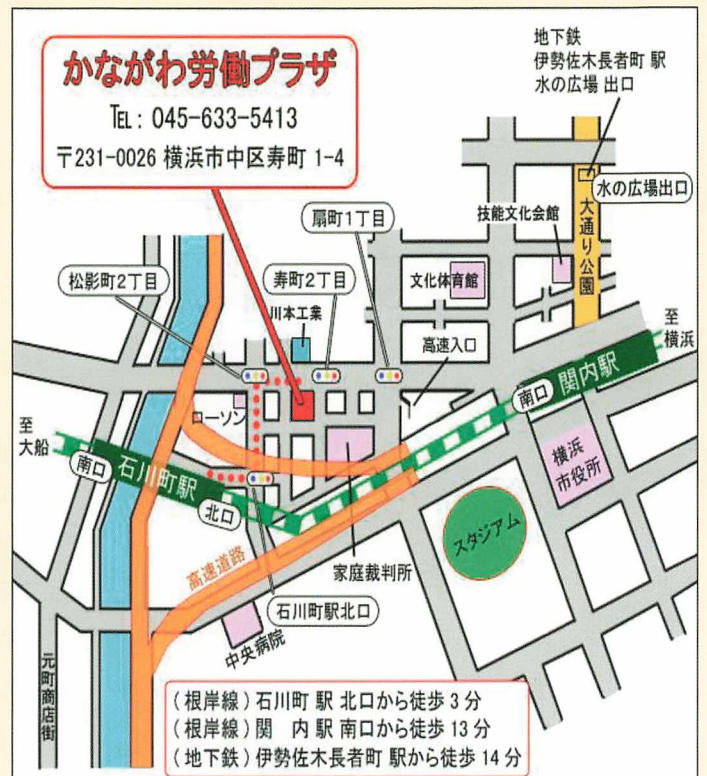 かながわ労働プラザ
TEL: 045-633-5413
〒231-0026 横浜市中区寿町 1-4
地下鉄
伊勢佐木長者町 駅
水の広場 出口
水の広場出口
大通り公園
技能文化会館
扇町1丁目
文化体育館
松影町2丁目
寿町2丁目
川本工業
高速入口
至
横浜
関内駅
南口
ローソン
至
大船
南口
石川町駅
北口
横浜
市役所
スタジアム
家庭裁判所
高速道路
石川町駅北口
中央病院
元町商店街
(根岸線) 石川町 駅 北口から徒歩 3 分
(根岸線) 関 内 駅 南口から徒歩 13 分
(地下鉄) 伊勢佐木長者町 駅から徒歩 14 分